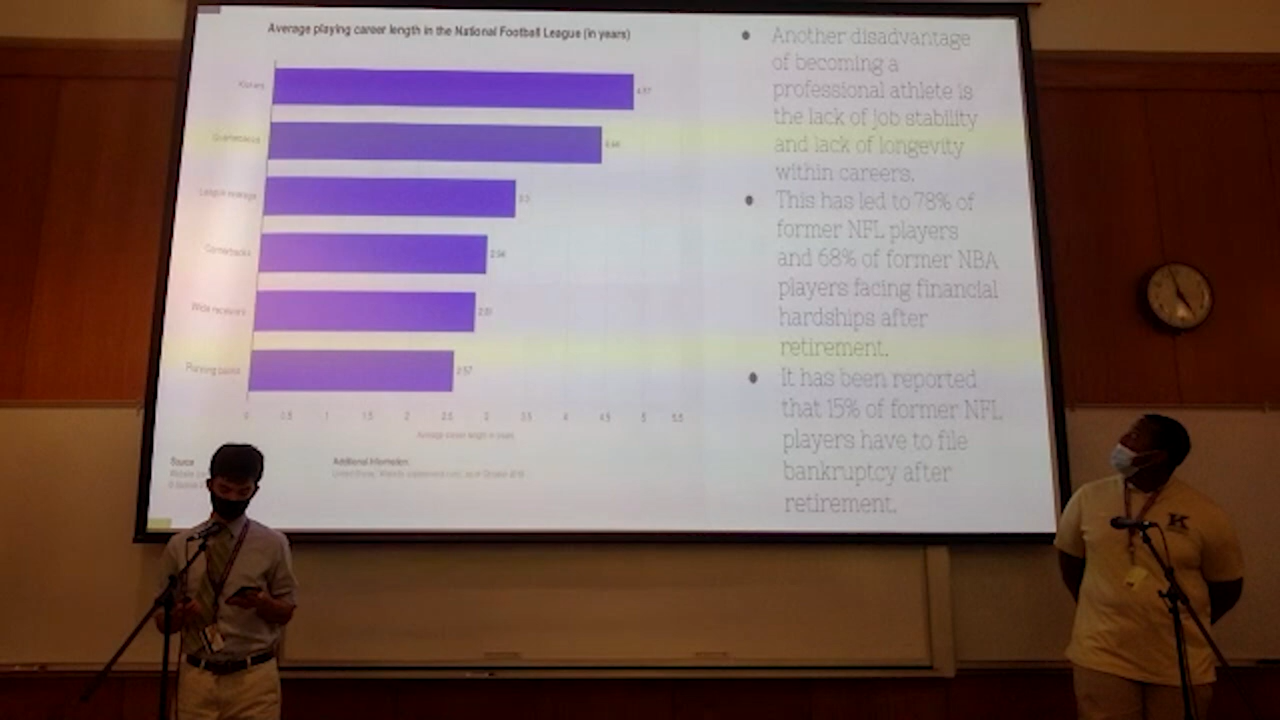 Average playing career length in the National Football League (in years)
Kickers 4.87
Quarterbacks 4.44
League average 3.3
Cornerbacks 2.94
Wide receivers 2.81
Running backs 2.57
0 0.5 1 1.5 2 2.5 3 3.5 4 4.5 5 5.5
Average career length in years
Source
Additional Information:
Another disadvantage
of becoming a
professional athlete is
the lack of job stability
and lack of longevity
within careers.
This has led to 78% of
former NFL players
and 68% of former NBA
players facing financial
hardships after
retirement.
It has been reported
that 15% of former NFL
players have to file
bankruptcy after
retirement.
K